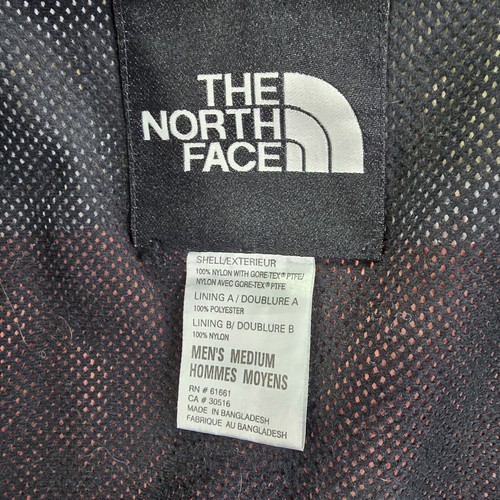 THE
NORTH
FACE
SHELL/EXTERIEUR
100% NYLON WITH GORE-TEX® PTFE/
NYLON AVEC GORE-TEX® PTFE
LINING A / DOUBLURE A
100% POLYESTER
LINING B/ DOUBLURE B
100% NYLON
MEN'S MEDIUM
HOMMES MOYENS
RN # 61661
CA # 30516
MADE IN BANGLADESH
FABRIQUE AU BANGLADESH